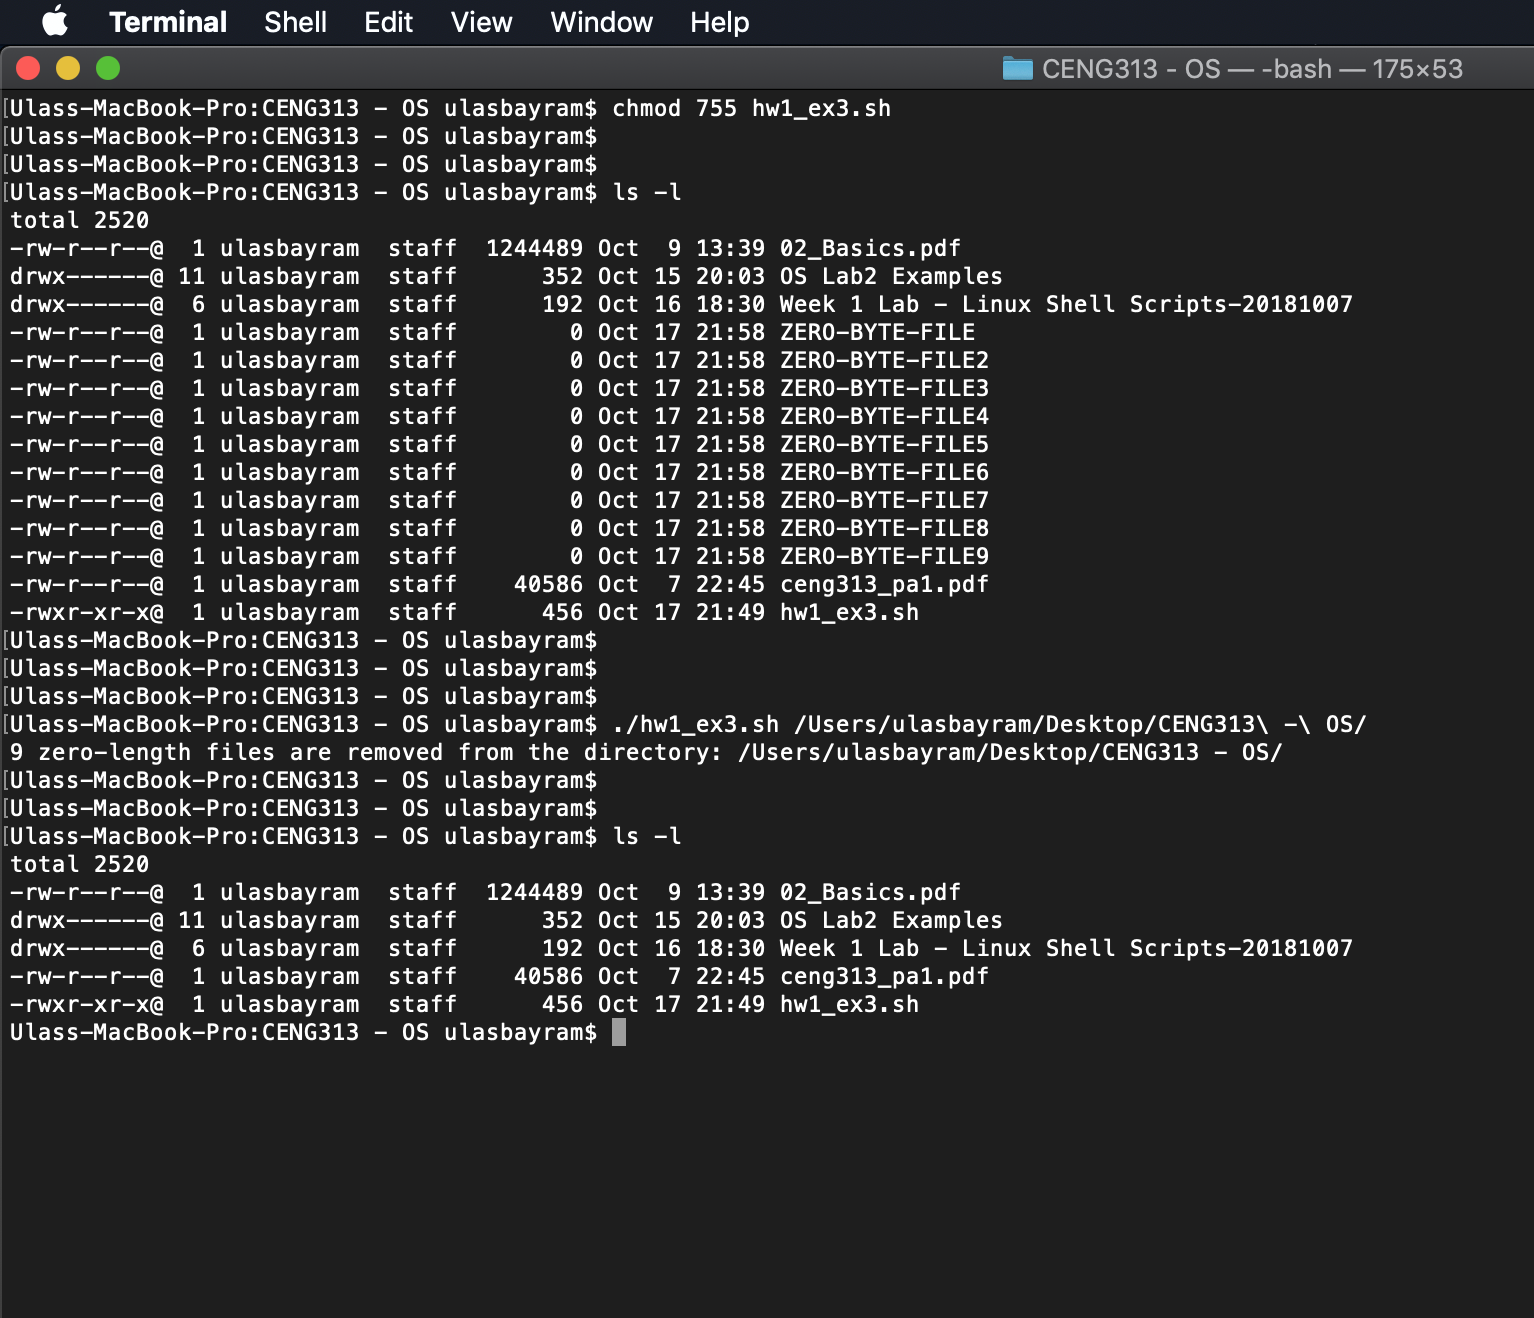 Terminal Shell Edit View Window Help
CENG313 - OS — -bash — 175×53
[Ulass-MacBook-Pro:CENG313 - OS ulasbayram$ chmod 755 hw1_ex3.sh
[Ulass-MacBook-Pro:CENG313 - OS ulasbayram$
[Ulass-MacBook-Pro:CENG313 - OS ulasbayram$
[Ulass-MacBook-Pro:CENG313 - OS ulasbayram$ ls -l
total 2520
-rw-r--r--@  1 ulasbayram  staff  1244489 Oct  9 13:39 02_Basics.pdf
drwx------@ 11 ulasbayram  staff      352 Oct 15 20:03 OS Lab2 Examples
drwx------@  6 ulasbayram  staff      192 Oct 16 18:30 Week 1 Lab - Linux Shell Scripts-20181007
-rw-r--r--@  1 ulasbayram  staff        0 Oct 17 21:58 ZERO-BYTE-FILE
-rw-r--r--@  1 ulasbayram  staff        0 Oct 17 21:58 ZERO-BYTE-FILE2
-rw-r--r--@  1 ulasbayram  staff        0 Oct 17 21:58 ZERO-BYTE-FILE3
-rw-r--r--@  1 ulasbayram  staff        0 Oct 17 21:58 ZERO-BYTE-FILE4
-rw-r--r--@  1 ulasbayram  staff        0 Oct 17 21:58 ZERO-BYTE-FILE5
-rw-r--r--@  1 ulasbayram  staff        0 Oct 17 21:58 ZERO-BYTE-FILE6
-rw-r--r--@  1 ulasbayram  staff        0 Oct 17 21:58 ZERO-BYTE-FILE7
-rw-r--r--@  1 ulasbayram  staff        0 Oct 17 21:58 ZERO-BYTE-FILE8
-rw-r--r--@  1 ulasbayram  staff        0 Oct 17 21:58 ZERO-BYTE-FILE9
-rw-r--r--@  1 ulasbayram  staff    40586 Oct  7 22:45 ceng313_pa1.pdf
-rwxr-xr-x@  1 ulasbayram  staff      456 Oct 17 21:49 hw1_ex3.sh
[Ulass-MacBook-Pro:CENG313 - OS ulasbayram$
[Ulass-MacBook-Pro:CENG313 - OS ulasbayram$
[Ulass-MacBook-Pro:CENG313 - OS ulasbayram$
[Ulass-MacBook-Pro:CENG313 - OS ulasbayram$ ./hw1_ex3.sh /Users/ulasbayram/Desktop/CENG313\ -\ OS/
9 zero-length files are removed from the directory: /Users/ulasbayram/Desktop/CENG313 - OS/
[Ulass-MacBook-Pro:CENG313 - OS ulasbayram$
[Ulass-MacBook-Pro:CENG313 - OS ulasbayram$
[Ulass-MacBook-Pro:CENG313 - OS ulasbayram$ ls -l
total 2520
-rw-r--r--@  1 ulasbayram  staff  1244489 Oct  9 13:39 02_Basics.pdf
drwx------@ 11 ulasbayram  staff      352 Oct 15 20:03 OS Lab2 Examples
drwx------@  6 ulasbayram  staff      192 Oct 16 18:30 Week 1 Lab - Linux Shell Scripts-20181007
-rw-r--r--@  1 ulasbayram  staff    40586 Oct  7 22:45 ceng313_pa1.pdf
-rwxr-xr-x@  1 ulasbayram  staff      456 Oct 17 21:49 hw1_ex3.sh
Ulass-MacBook-Pro:CENG313 - OS ulasbayram$